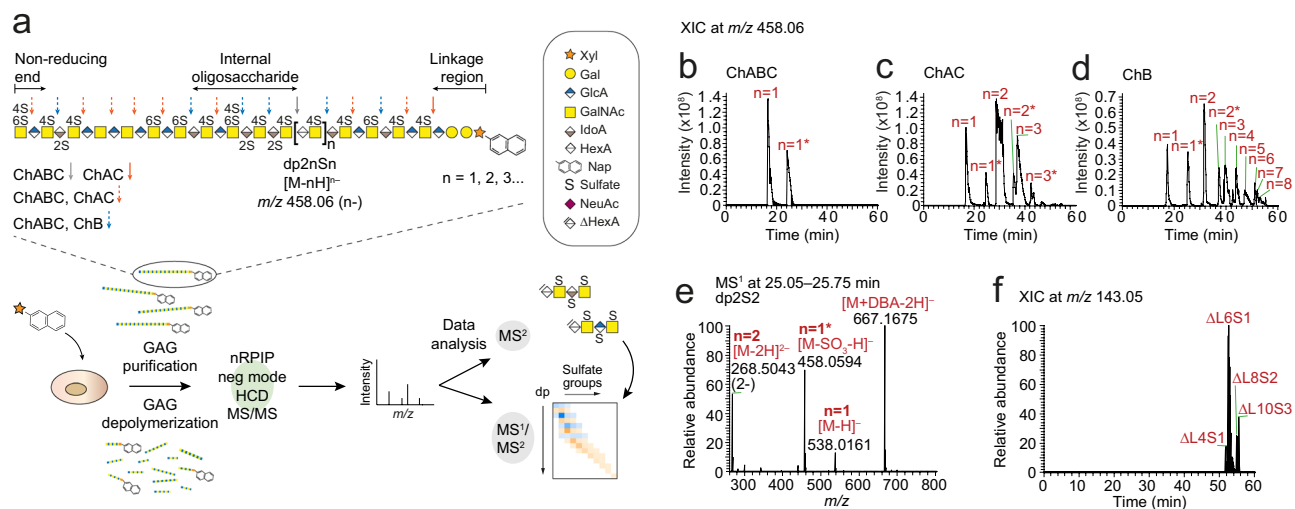 a
Non-reducing
end
Internal
oligosaccharide
Linkage
region
4S
6S 4S 4S 4S 6S 6S 4S 6S 4S 4S 4S 6S 4S 4S
2S 2S 2S
n
dp2nSn
[M-nH]ⁿ⁻
m/z 458.06 (n-)
n = 1, 2, 3...
ChABC ChAC
ChABC, ChAC
ChABC, ChB
Xyl
Gal
GlcA
GalNAc
IdoA
HexA
Nap
S Sulfate
NeuAc
ΔHexA
GAG
purification
GAG
depolymerization
nRPIP
neg mode
HCD
MS/MS
Intensity
m/z
Data
analysis
MS²
MS¹/
MS²
S S
S
S S
Sulfate
groups
dp
XIC at m/z 458.06
b
ChABC
n=1
n=1*
Intensity (x10⁸)
1.4
1.2
1.0
0.8
0.6
0.4
0.2
0
0 20 40 60
Time (min)
c
ChAC
n=2
n=1
n=2*
n=3
n=1*
n=3*
Intensity (x10⁸)
1.4
1.2
1.0
0.8
0.6
0.4
0.2
0
0 20 40 60
Time (min)
d
ChB
n=2
n=2*
n=1
n=3
n=1*
n=4
n=5
n=6
n=7
n=8
Intensity (x10⁸)
0.7
0.6
0.5
0.4
0.3
0.2
0.1
0
0 20 40 60
Time (min)
e
MS¹ at 25.05–25.75 min
dp2S2
[M+DBA-2H]⁻
667.1675
n=2
[M-2H]²⁻
268.5043
(2-)
n=1*
[M-SO₃-H]⁻
458.0594
n=1
[M-H]⁻
538.0161
Relative abundance
100
80
60
40
20
0
300 400 500 600 700 800
m/z
f
XIC at m/z 143.05
ΔL6S1
ΔL8S2
ΔL10S3
ΔL4S1
Relative abundance
100
80
60
40
20
0
0 10 20 30 40 50 60
Time (min)